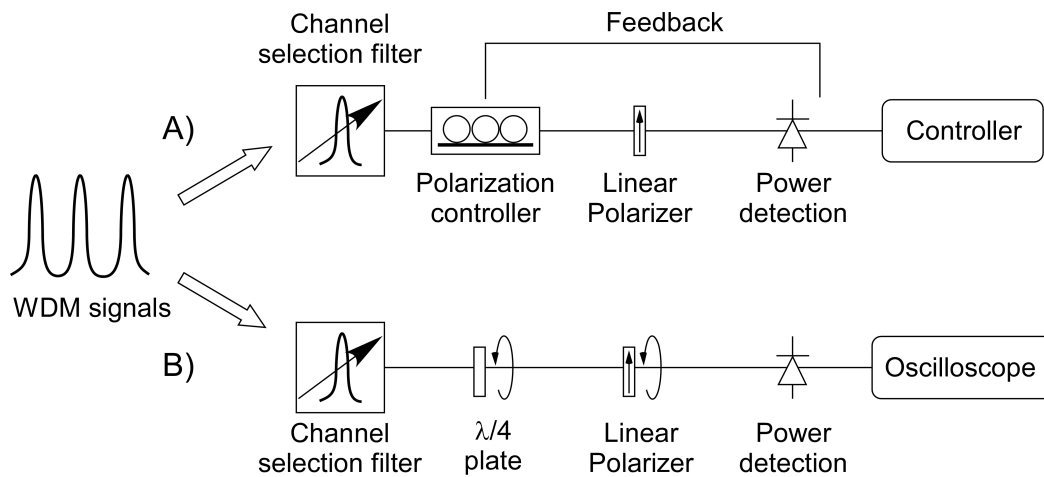 Channel
selection filter
Feedback
A)
Controller
Polarization
controller
Linear
Polarizer
Power
detection
WDM signals
B)
Oscilloscope
Channel
selection filter
λ/4
plate
Linear
Polarizer
Power
detection